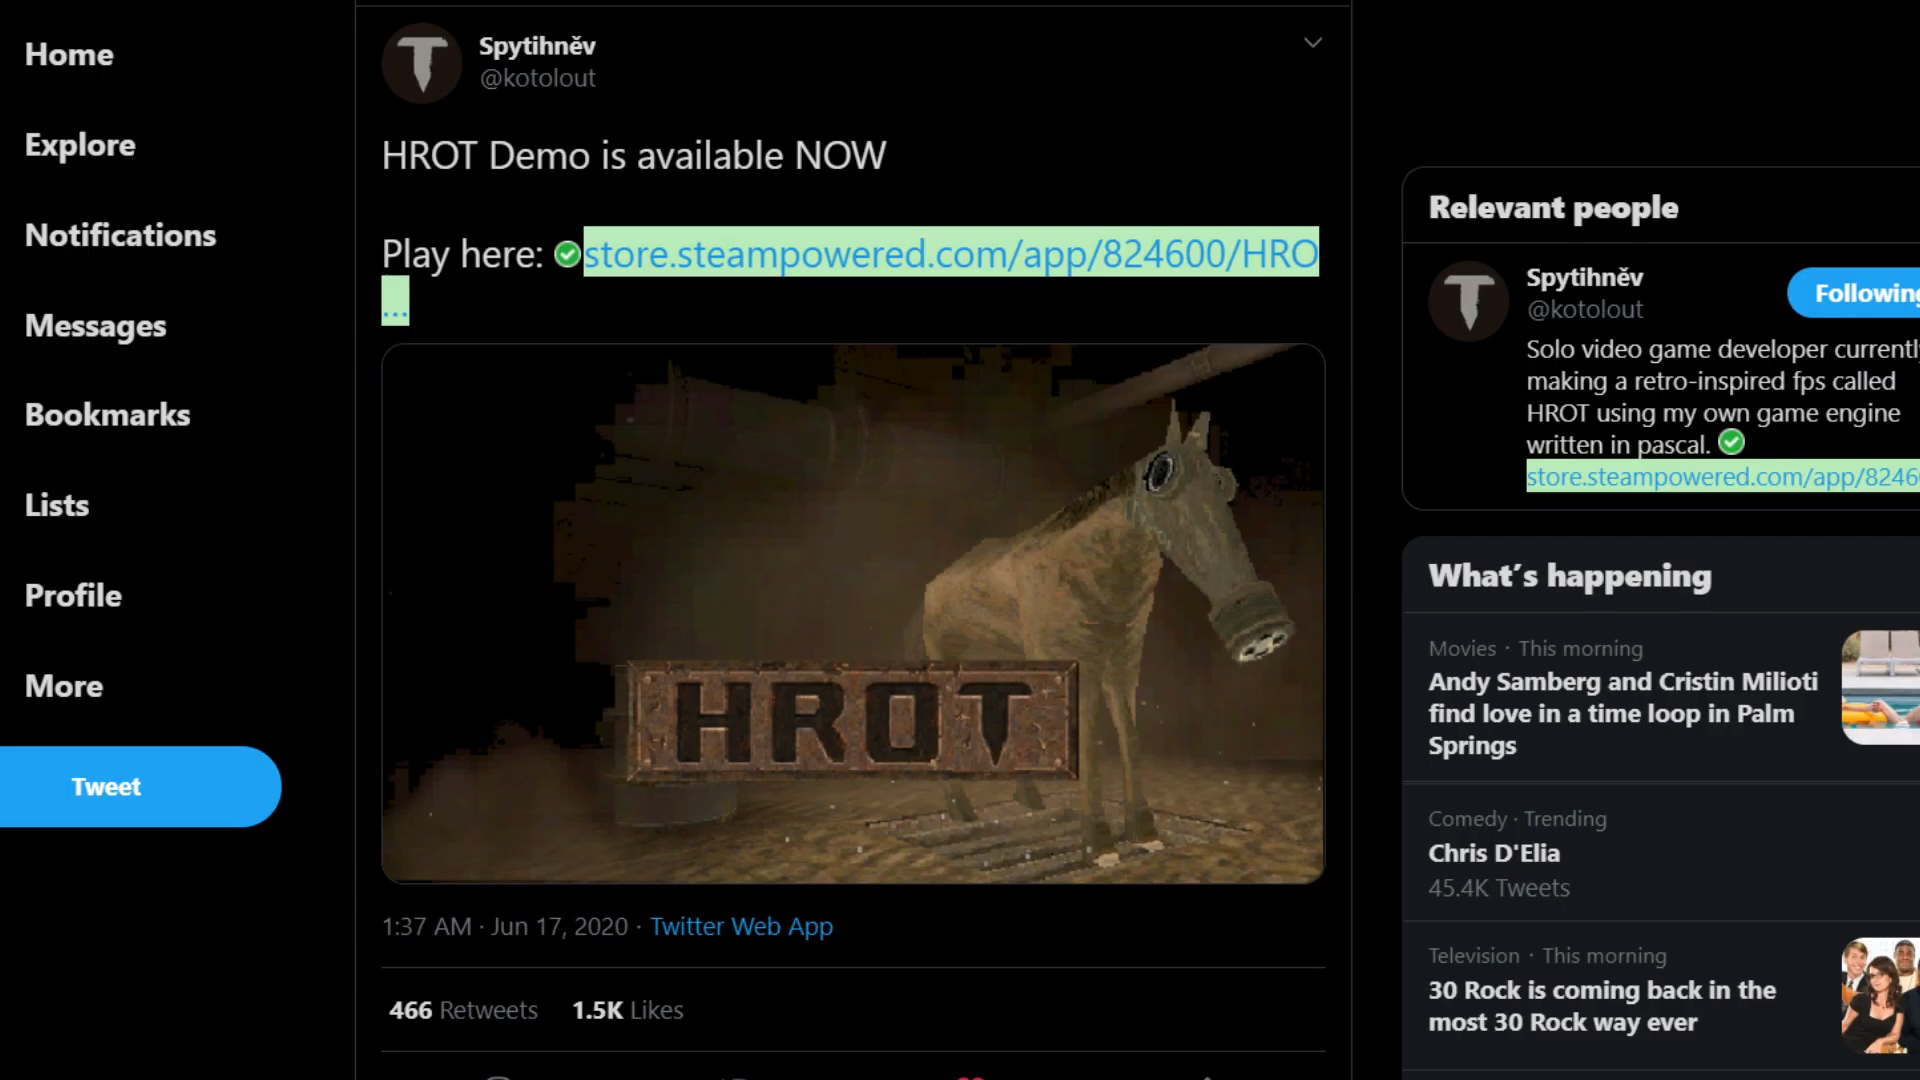 Home
Explore
Notifications
Messages
Bookmarks
Lists
Profile
More
Tweet
Spytihněv
@kotolout
HROT Demo is available NOW
Play here: store.steampowered.com/app/824600/HRO
...
HROT
1:37 AM · Jun 17, 2020 · Twitter Web App
466 Retweets 1.5K Likes
Relevant people
Spytihněv
@kotolout
Following
Solo video game developer currently
making a retro-inspired fps called
HROT using my own game engine
written in pascal.
store.steampowered.com/app/8246
What's happening
Movies · This morning
Andy Samberg and Cristin Milioti
find love in a time loop in Palm
Springs
Comedy · Trending
Chris D'Elia
45.4K Tweets
Television · This morning
30 Rock is coming back in the
most 30 Rock way ever